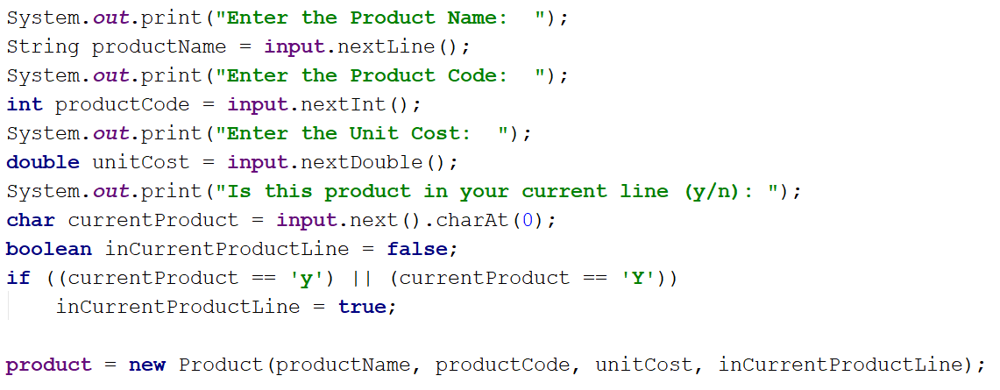 System.out.print("Enter the Product Name:  ");
String productName = input.nextLine();
System.out.print("Enter the Product Code:  ");
int productCode = input.nextInt();
System.out.print("Enter the Unit Cost:  ");
double unitCost = input.nextDouble();
System.out.print("Is this product in your current line (y/n): ");
char currentProduct = input.next().charAt(0);
boolean inCurrentProductLine = false;
if ((currentProduct == 'y') || (currentProduct == 'Y'))
    inCurrentProductLine = true;

product = new Product(productName, productCode, unitCost, inCurrentProductLine);